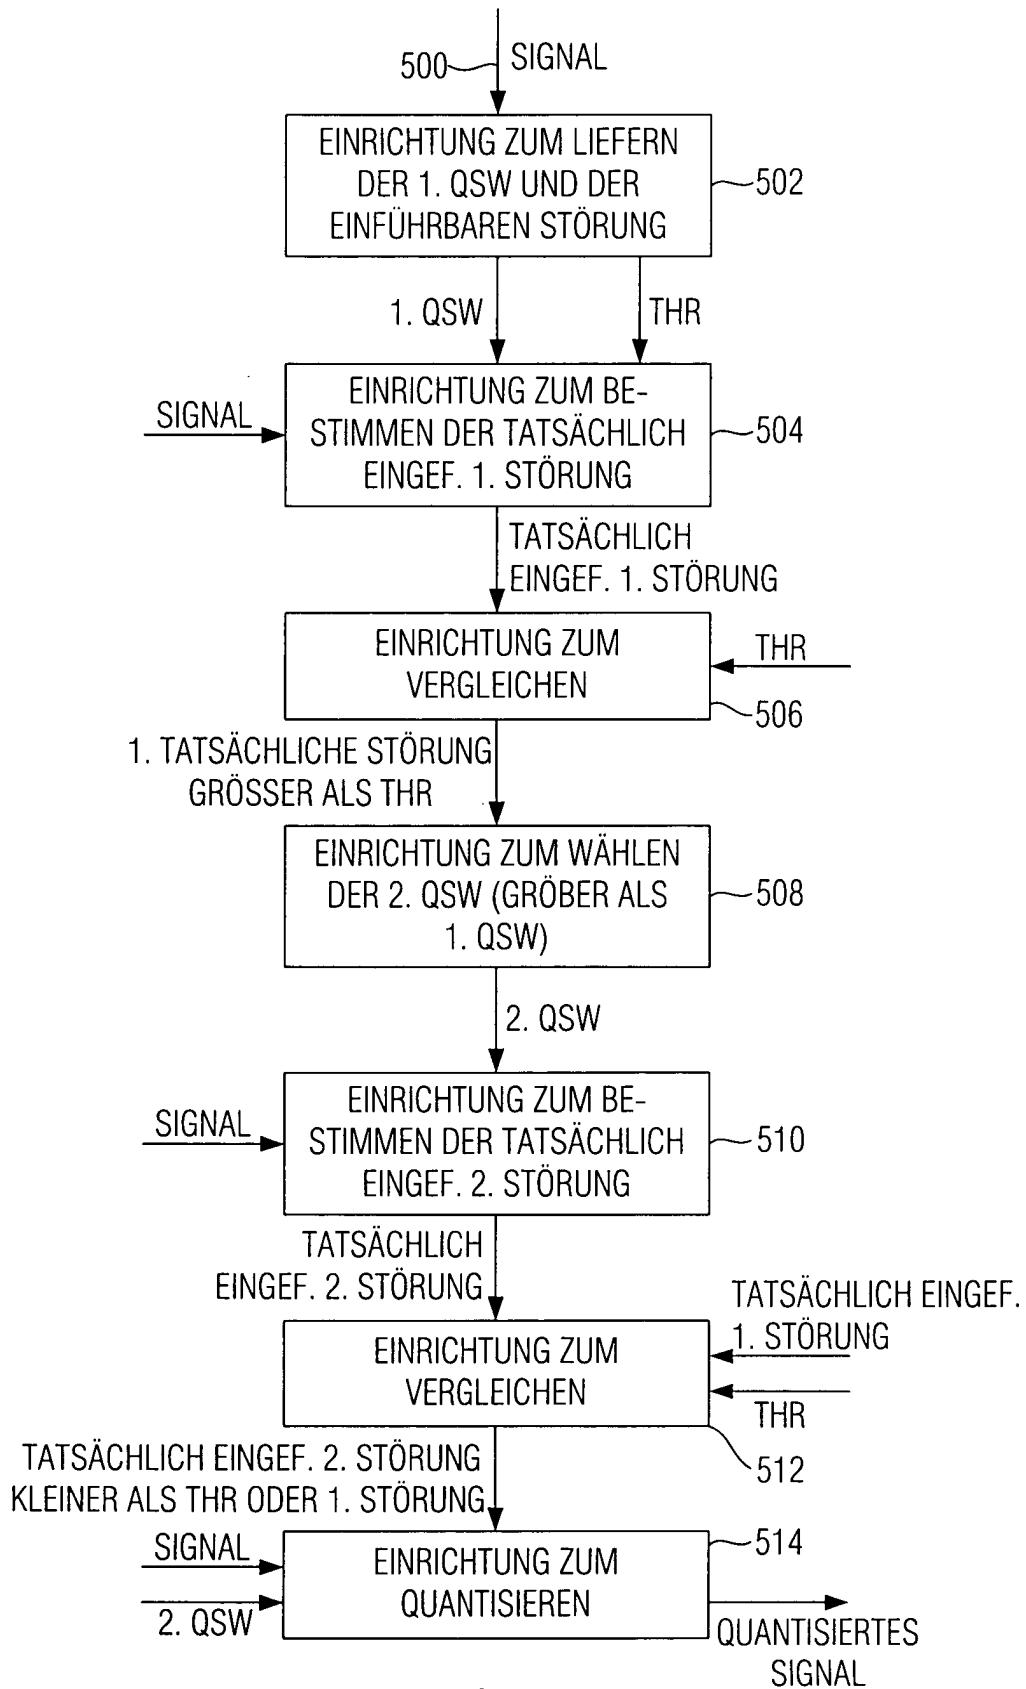 500
SIGNAL
EINRICHTUNG ZUM LIEFERN
DER 1. QSW UND DER
EINFÜHRBAREN STÖRUNG
502
1. QSW
THR
SIGNAL
EINRICHTUNG ZUM BE-
STIMMEN DER TATSÄCHLICH
EINGEF. 1. STÖRUNG
504
TATSÄCHLICH
EINGEF. 1. STÖRUNG
EINRICHTUNG ZUM
VERGLEICHEN
THR
506
1. TATSÄCHLICHE STÖRUNG
GRÖSSER ALS THR
EINRICHTUNG ZUM WÄHLEN
DER 2. QSW (GRÖBER ALS
1. QSW)
508
2. QSW
SIGNAL
EINRICHTUNG ZUM BE-
STIMMEN DER TATSÄCHLICH
EINGEF. 2. STÖRUNG
510
TATSÄCHLICH
EINGEF. 2. STÖRUNG
TATSÄCHLICH EINGEF.
1. STÖRUNG
EINRICHTUNG ZUM
VERGLEICHEN
THR
512
TATSÄCHLICH EINGEF. 2. STÖRUNG
KLEINER ALS THR ODER 1. STÖRUNG
SIGNAL
2. QSW
EINRICHTUNG ZUM
QUANTISIEREN
514
QUANTISIERTES
SIGNAL